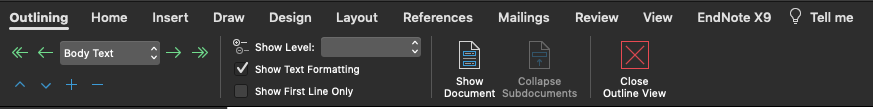 Outlining Home Insert Draw Design Layout References Mailings Review View EndNote X9 Tell me
Body Text Show Level:
Show Text Formatting
Show First Line Only
Show Document
Collapse Subdocuments
Close Outline View